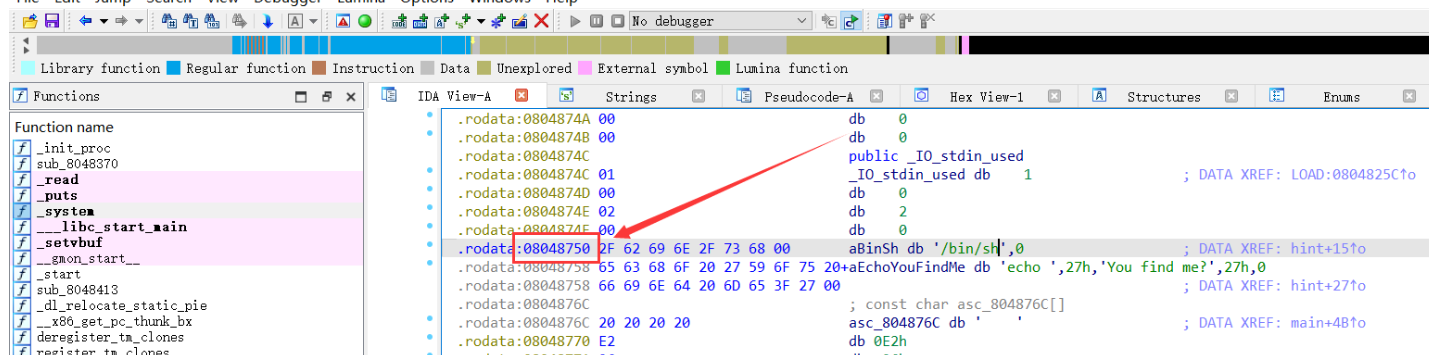 File Edit Jump Search View Debugger Lumina Options Windows Help
No debugger
Library function Regular function Instruction Data Unexplored External symbol Lumina function
Functions
IDA View-A Strings Pseudocode-A Hex View-1 Structures Enums
Function name
_init_proc
sub_8048370
_read
_puts
_system
___libc_start_main
_setvbuf
__gmon_start__
_start
sub_8048413
_dl_relocate_static_pie
__x86_get_pc_thunk_bx
deregister_tm_clones
register_tm_clones
.rodata:0804874A 00 db 0
.rodata:0804874B 00 db 0
.rodata:0804874C public _IO_stdin_used
.rodata:0804874C 01 _IO_stdin_used db 1 ; DATA XREF: LOAD:0804825C↑o
.rodata:0804874D 00 db 0
.rodata:0804874E 02 db 2
.rodata:0804874F 00 db 0
.rodata:08048750 2F 62 69 6E 2F 73 68 00 aBinSh db '/bin/sh',0 ; DATA XREF: hint+15↑o
.rodata:08048758 65 63 68 6F 20 27 59 6F 75 20+aEchoYouFindMe db 'echo ',27h,'You find me?',27h,0
.rodata:08048758 66 69 6E 64 20 6D 65 3F 27 00 ; DATA XREF: hint+27↑o
.rodata:0804876C ; const char asc_804876C[]
.rodata:0804876C 20 20 20 20 asc_804876C db '    ' ; DATA XREF: main+4B↑o
.rodata:08048770 E2 db 0E2h